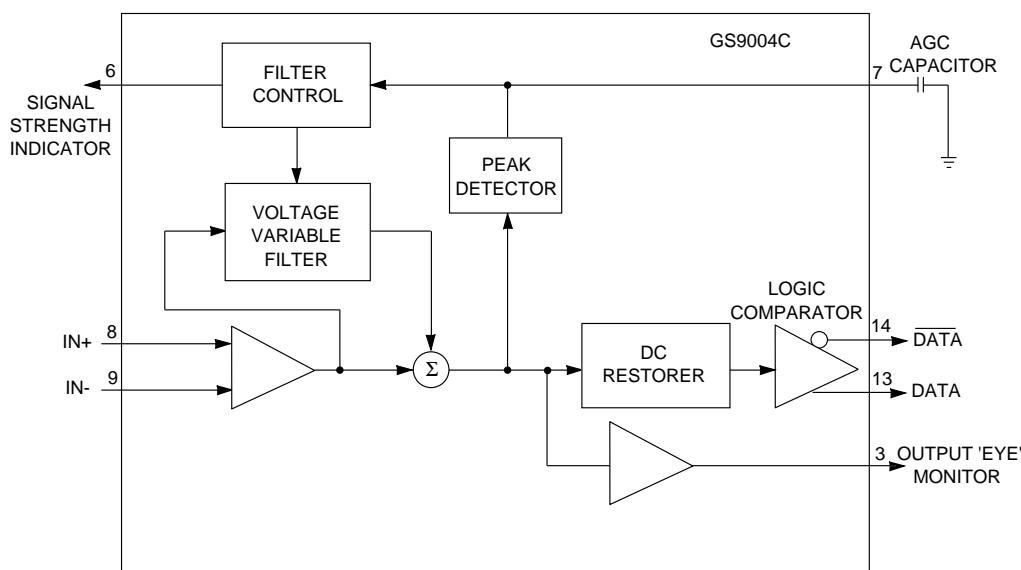 GS9004C
AGC
CAPACITOR
6
FILTER
CONTROL
7
SIGNAL
STRENGTH
INDICATOR
PEAK
DETECTOR
VOLTAGE
VARIABLE
FILTER
LOGIC
COMPARATOR
IN+
8
14
DATA
Σ
DC
RESTORER
IN-
9
13
DATA
3
OUTPUT 'EYE'
MONITOR